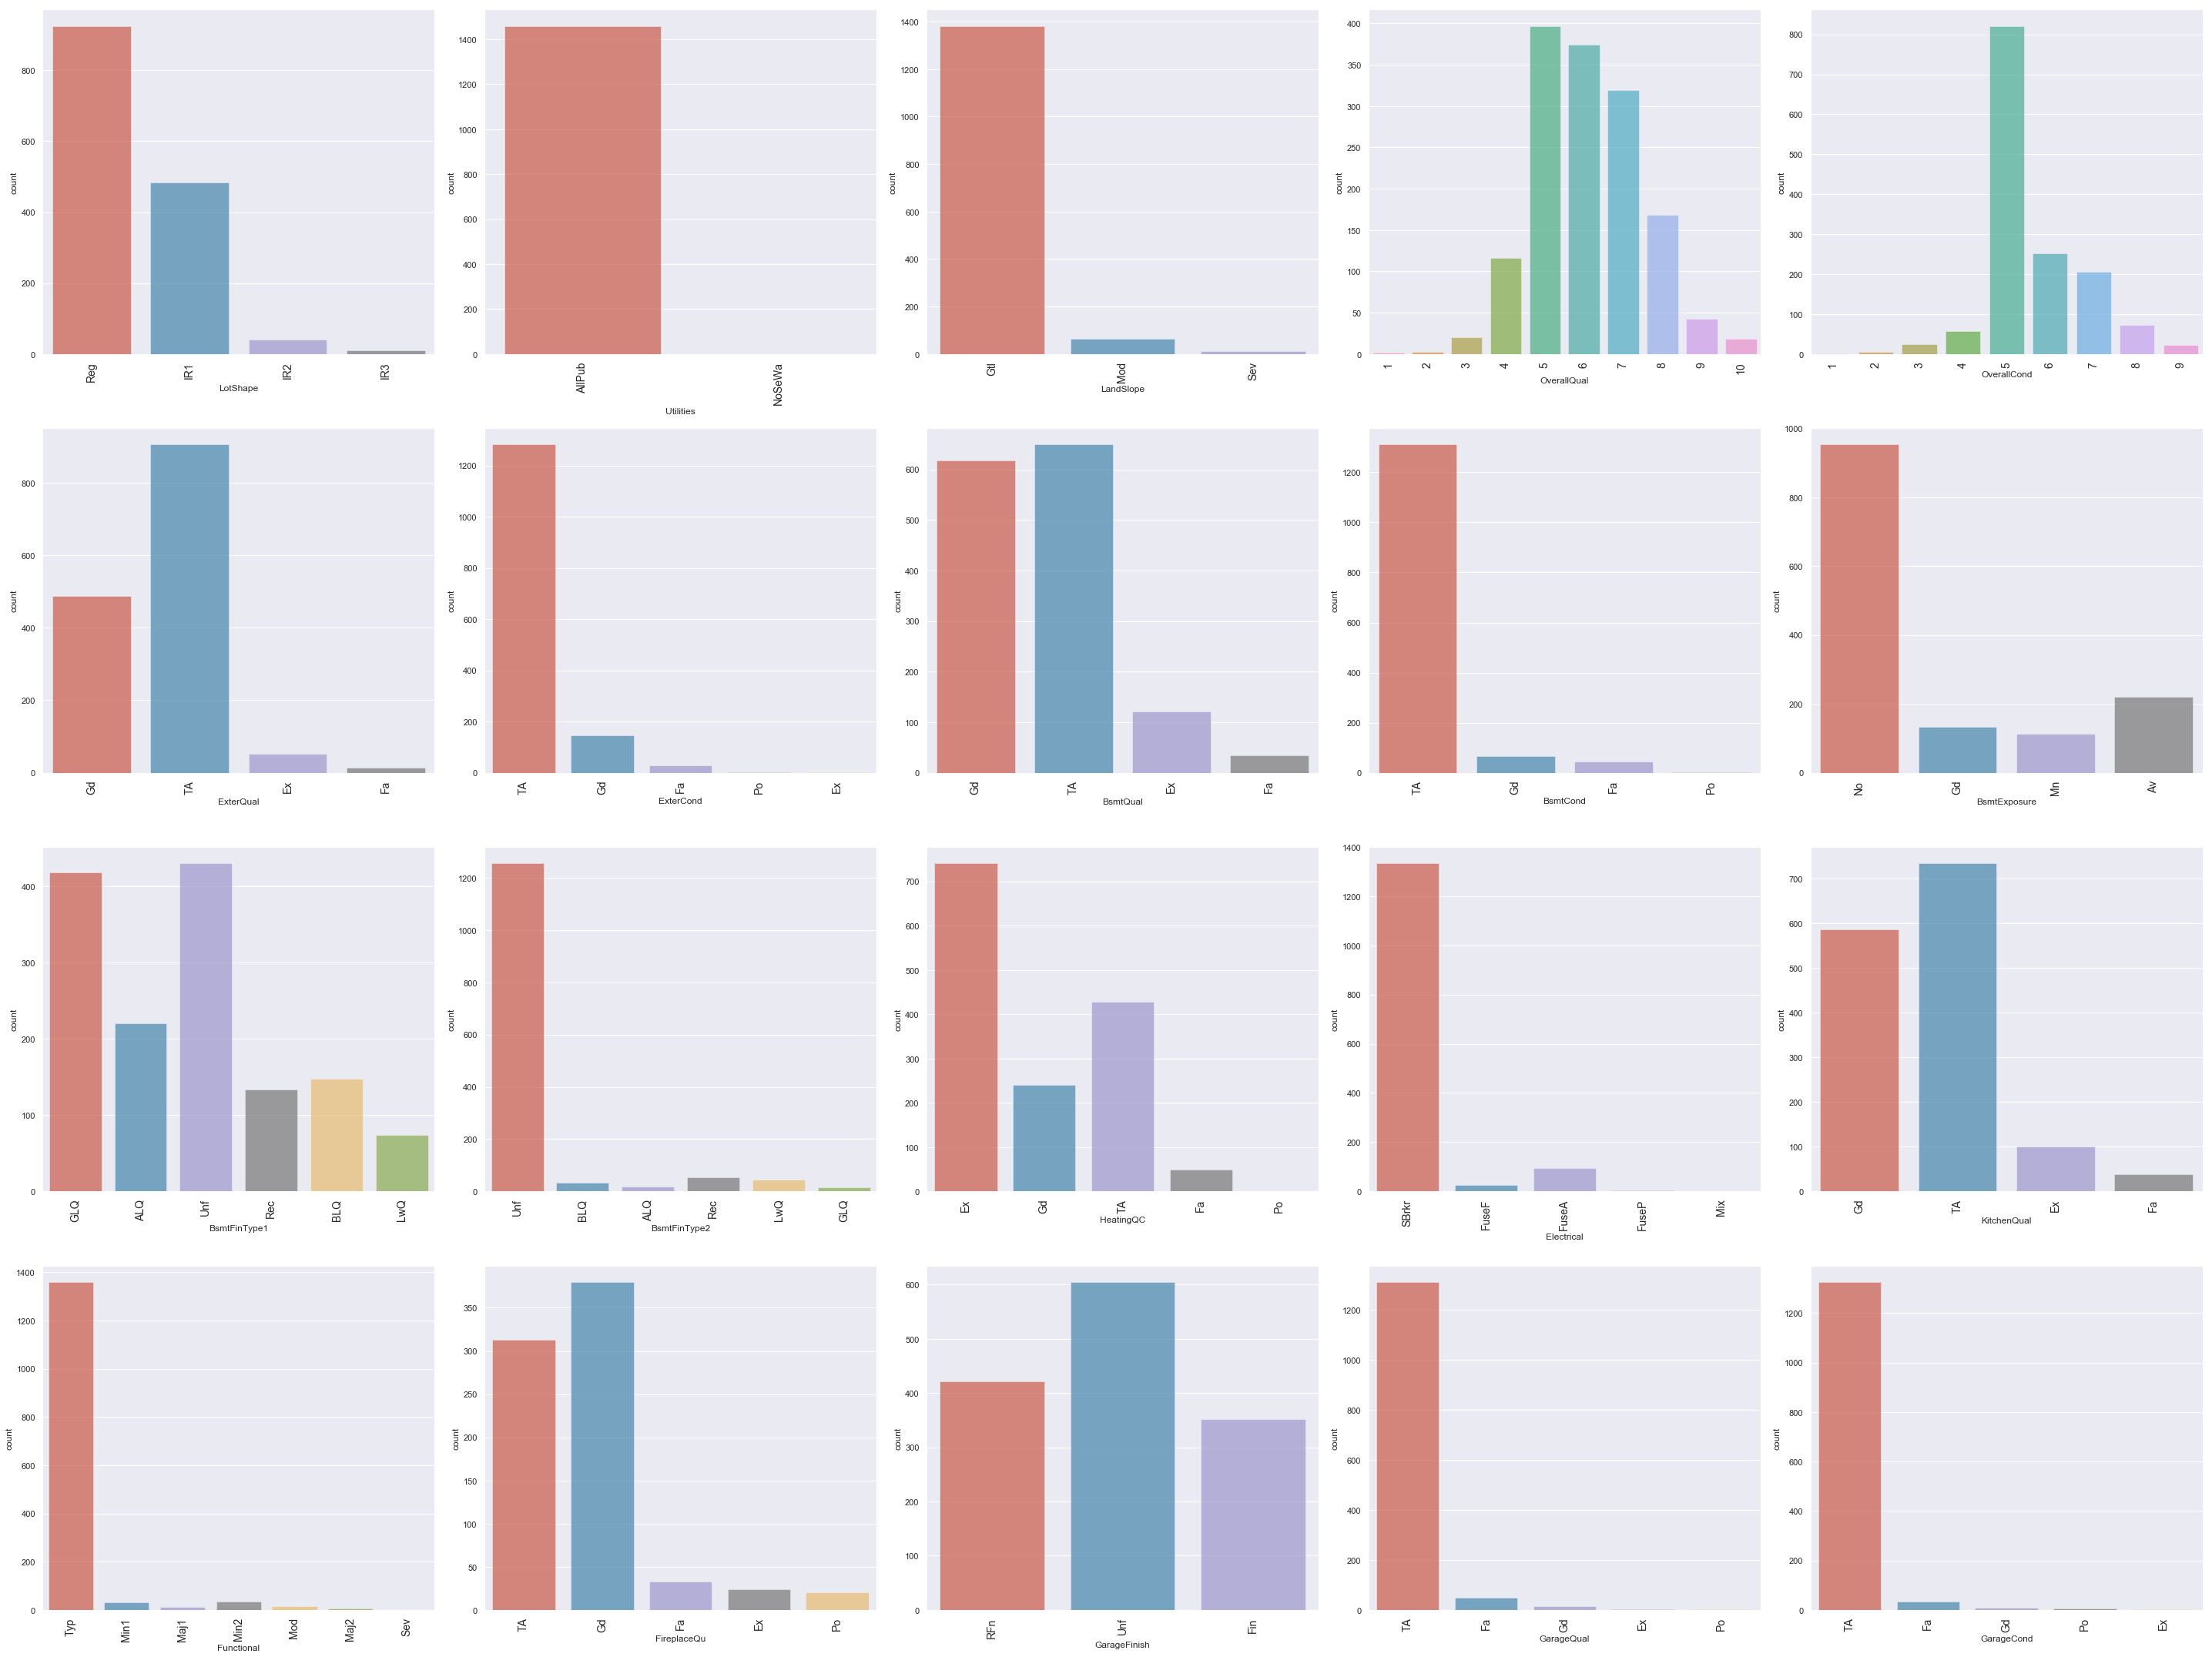 count
800
600
400
200
0
Reg
IR1
IR2
IR3
LotShape
count
1400
1200
1000
800
600
400
200
0
AllPub
NoSeWa
Utilities
count
1400
1200
1000
800
600
400
200
0
Gtl
Mod
Sev
LandSlope
count
400
350
300
250
200
150
100
50
0
1
2
3
4
5
6
7
8
9
10
OverallQual
count
800
700
600
500
400
300
200
100
0
1
2
3
4
5
6
7
8
9
OverallCond
count
800
600
400
200
0
Gd
TA
Ex
Fa
ExterQual
count
1200
1000
800
600
400
200
0
TA
Gd
Fa
Po
Ex
ExterCond
count
600
500
400
300
200
100
0
Gd
TA
Ex
Fa
BsmtQual
count
1200
1000
800
600
400
200
0
TA
Gd
Fa
Po
BsmtCond
count
1000
800
600
400
200
0
No
Gd
Mn
Av
BsmtExposure
count
400
300
200
100
0
GLQ
ALQ
Unf
Rec
BLQ
LwQ
BsmtFinType1
count
1200
1000
800
600
400
200
0
Unf
BLQ
ALQ
Rec
LwQ
GLQ
BsmtFinType2
count
700
600
500
400
300
200
100
0
Ex
Gd
TA
Fa
Po
HeatingQC
count
1400
1200
1000
800
600
400
200
0
SBrkr
FuseF
FuseA
FuseP
Mix
Electrical
count
700
600
500
400
300
200
100
0
Gd
TA
Ex
Fa
KitchenQual
count
1400
1200
1000
800
600
400
200
0
Typ
Min1
Maj1
Min2
Mod
Maj2
Sev
Functional
count
350
300
250
200
150
100
50
0
TA
Gd
Fa
Ex
Po
FireplaceQu
count
600
500
400
300
200
100
0
RFn
Unf
Fin
GarageFinish
count
1200
1000
800
600
400
200
0
TA
Fa
Gd
Ex
Po
GarageQual
count
1200
1000
800
600
400
200
0
TA
Fa
Gd
Po
Ex
GarageCond